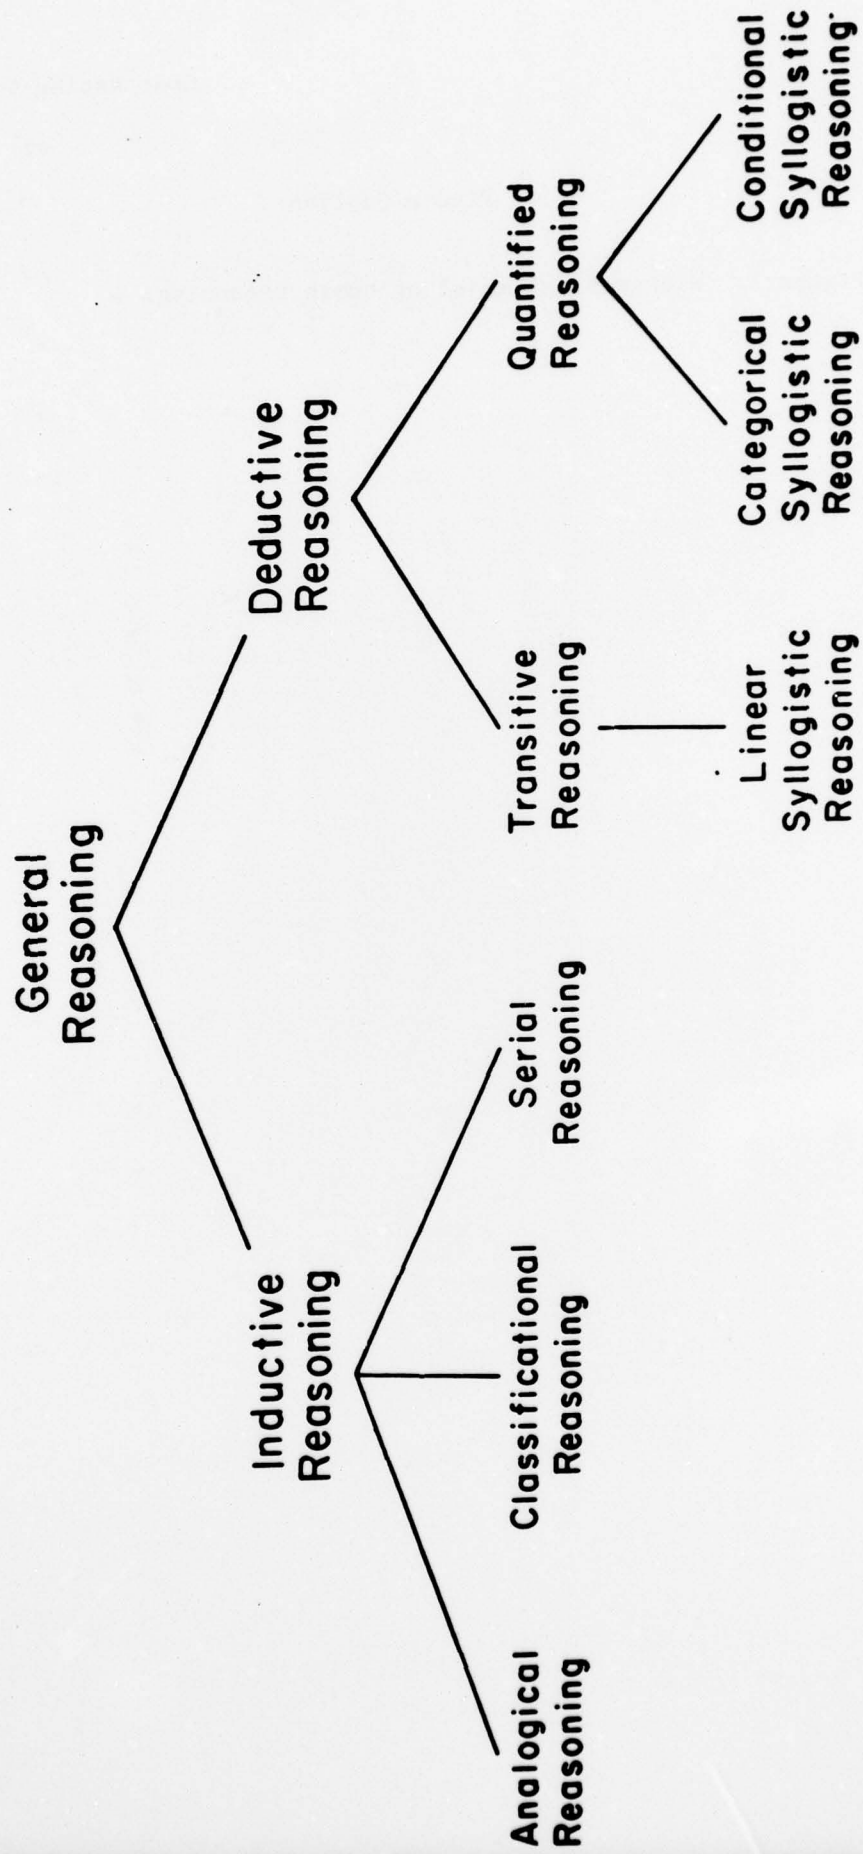 General
Reasoning
Inductive
Reasoning
Deductive
Reasoning
Analogical
Reasoning
Classificational
Reasoning
Serial
Reasoning
Transitive
Reasoning
Quantified
Reasoning
Linear
Syllogistic
Reasoning
Categorical
Syllogistic
Reasoning
Conditional
Syllogistic
Reasoning